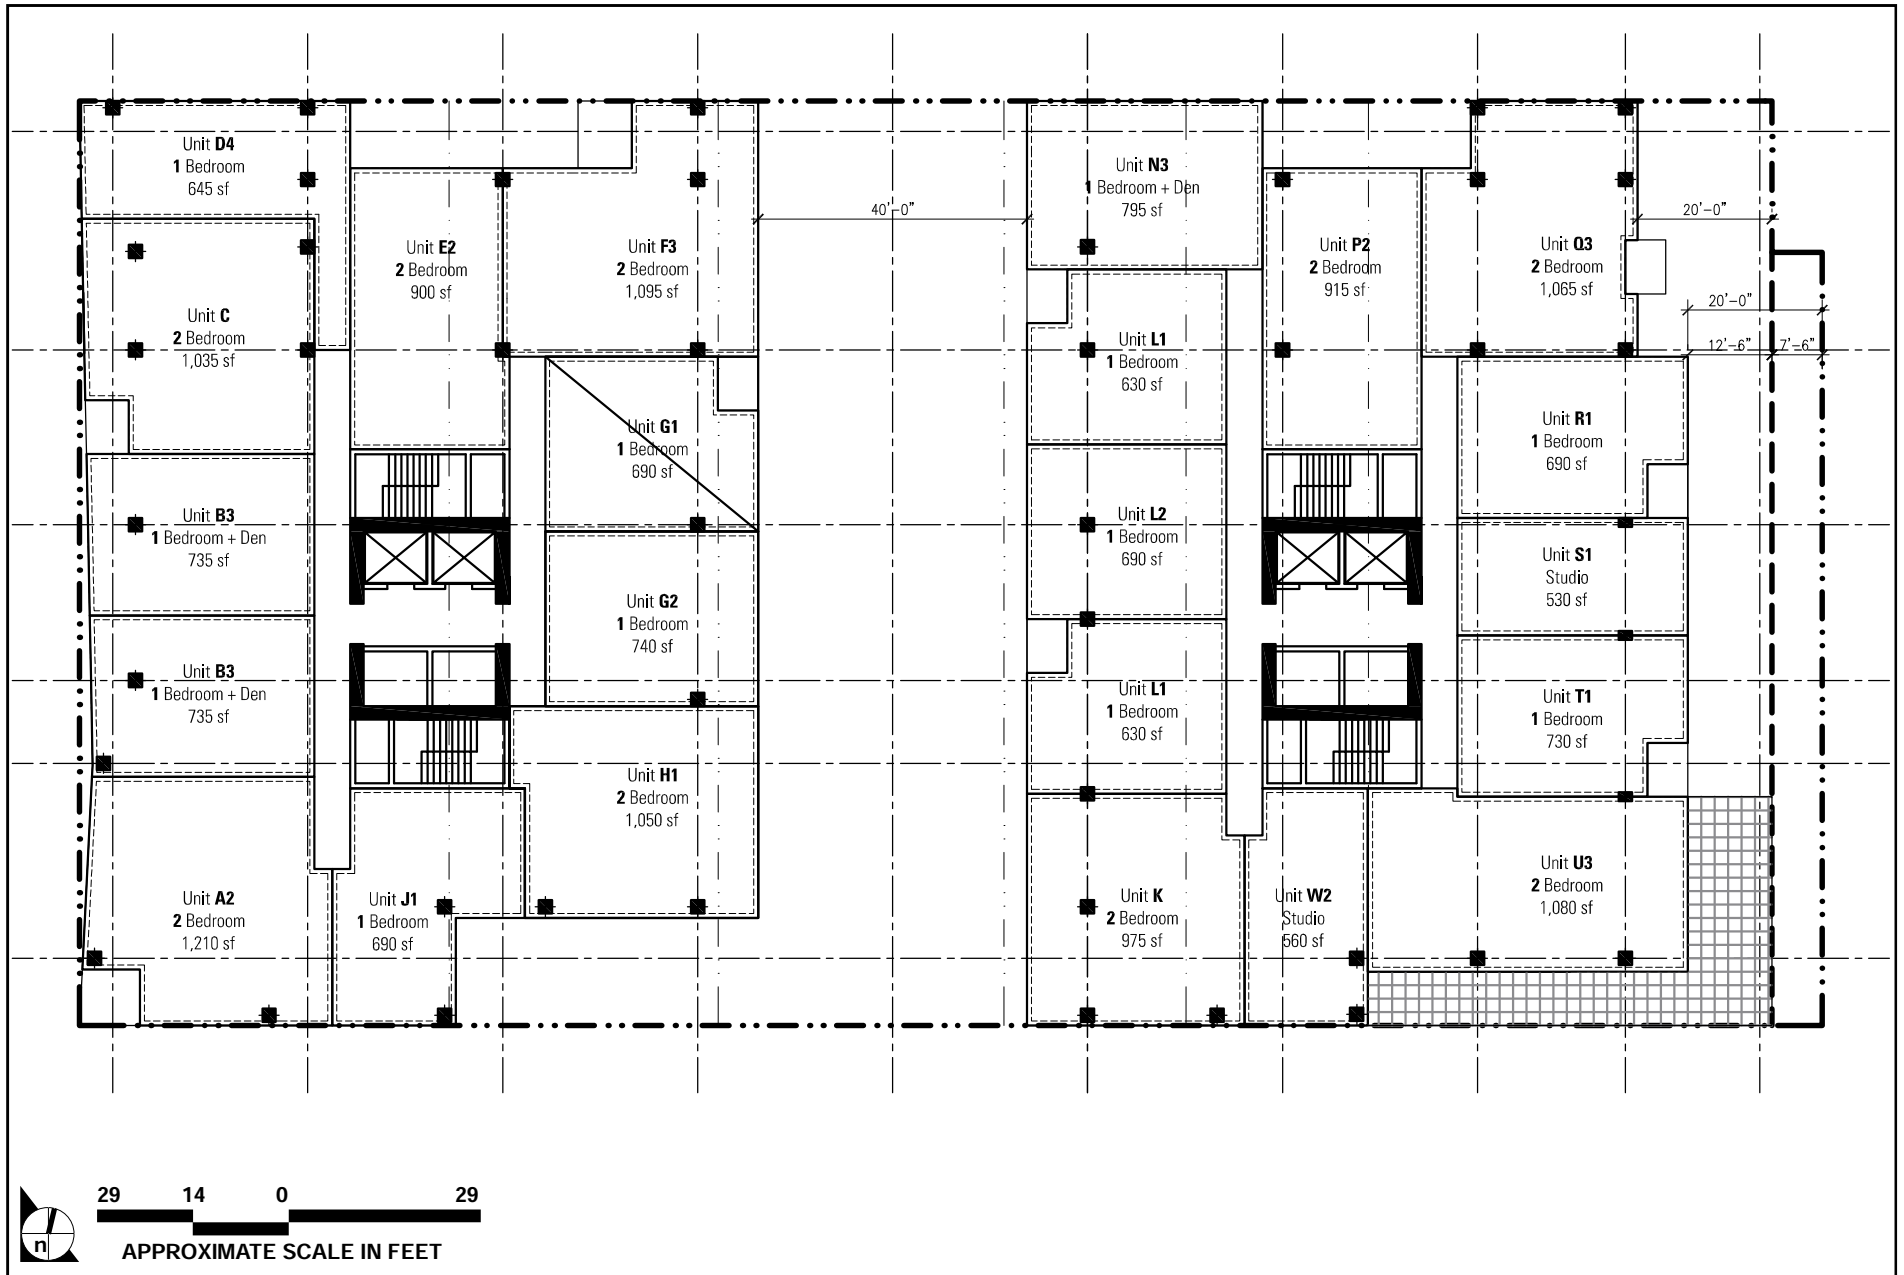 Unit D4
1 Bedroom
645 sf
Unit C
2 Bedroom
1,035 sf
Unit B3
1 Bedroom + Den
735 sf
Unit B3
1 Bedroom + Den
735 sf
Unit A2
2 Bedroom
1,210 sf
Unit E2
2 Bedroom
900 sf
Unit J1
1 Bedroom
690 sf
Unit F3
2 Bedroom
1,095 sf
Unit G1
1 Bedroom
690 sf
Unit G2
1 Bedroom
740 sf
Unit H1
2 Bedroom
1,050 sf
40'-0"
Unit N3
1 Bedroom + Den
795 sf
Unit L1
1 Bedroom
630 sf
Unit L2
1 Bedroom
690 sf
Unit L1
1 Bedroom
630 sf
Unit K
2 Bedroom
975 sf
Unit P2
2 Bedroom
915 sf
Unit W2
Studio
560 sf
Unit Q3
2 Bedroom
1,065 sf
Unit R1
1 Bedroom
690 sf
Unit S1
Studio
530 sf
Unit T1
1 Bedroom
730 sf
Unit U3
2 Bedroom
1,080 sf
20'-0"
20'-0"
12'-6" 7'-6"
29 14 0 29
APPROXIMATE SCALE IN FEET
n